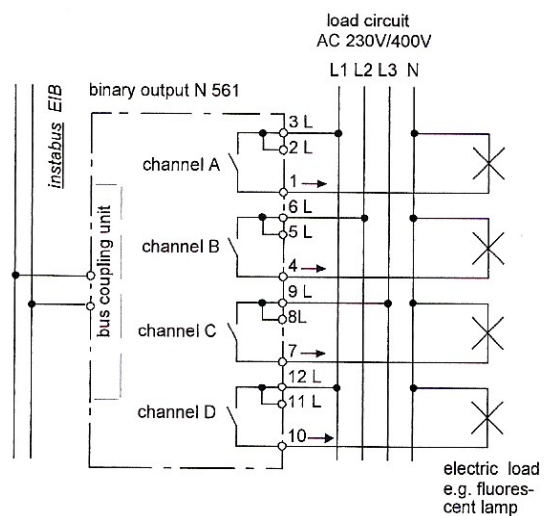 load circuit
AC 230V/400V
L1 L2 L3 N
binary output N 561
instabus EIB
bus coupling unit
3 L
2 L
channel A
1
6 L
5 L
channel B
4
9 L
8L
channel C
7
12 L
11 L
channel D
10
electric load
e.g. fluores-
cent lamp